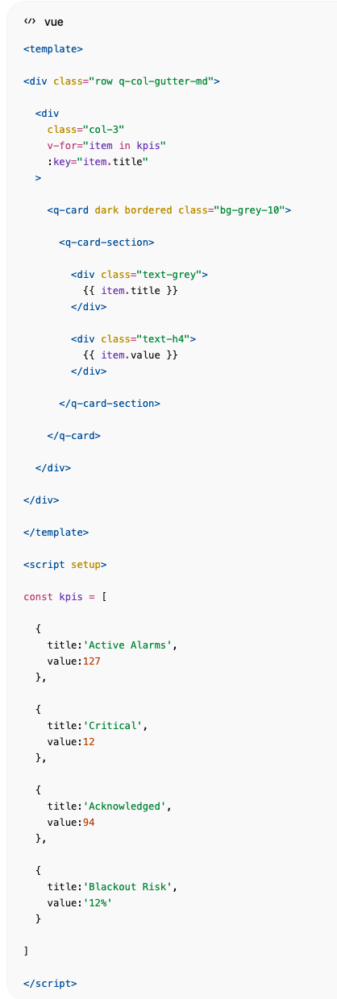 vue
<template>
<div class="row q-col-gutter-md">
<div
class="col-3"
v-for="item in kpis"
:key="item.title"
>
<q-card dark bordered class="bg-grey-10">
<q-card-section>
<div class="text-grey">
{{ item.title }}
</div>
<div class="text-h4">
{{ item.value }}
</div>
</q-card-section>
</q-card>
</div>
</div>
</template>
<script setup>
const kpis = [
{
title:'Active Alarms',
value:127
},
{
title:'Critical',
value:12
},
{
title:'Acknowledged',
value:94
},
{
title:'Blackout Risk',
value:'12%'
}
]
</script>